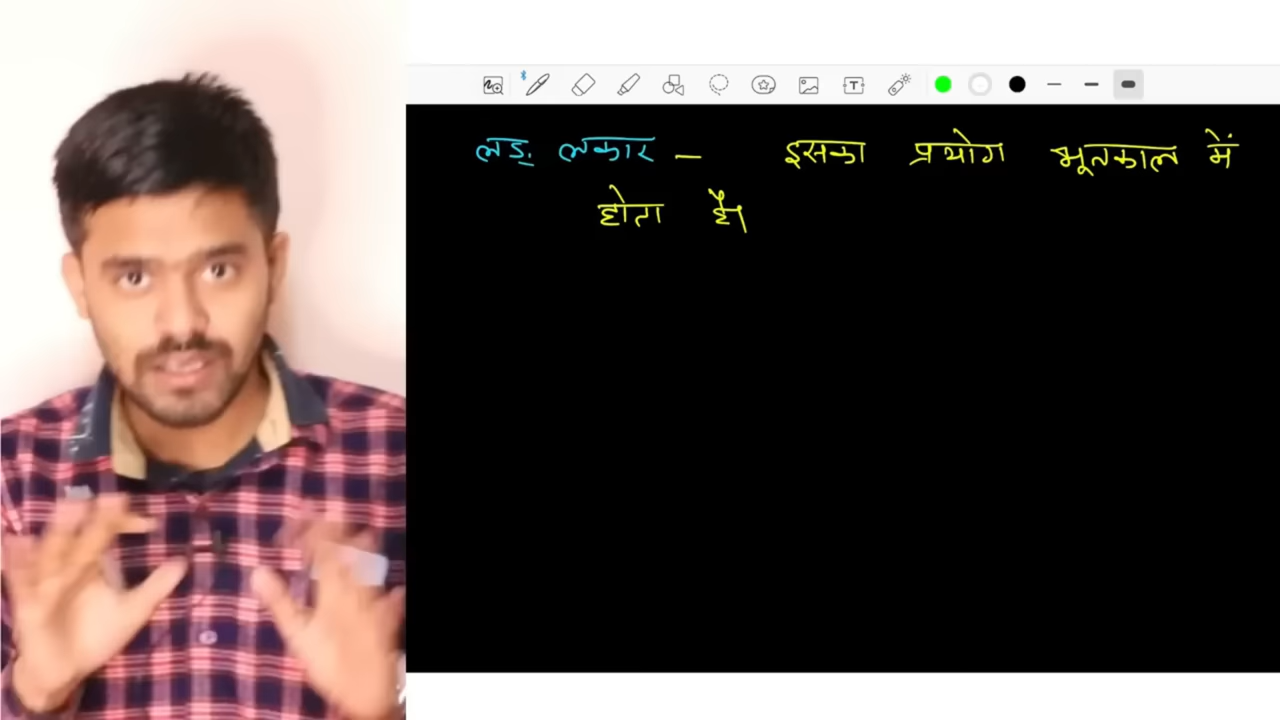 लङ् लकार - इसका प्रयोग भूतकाल में
होता है।